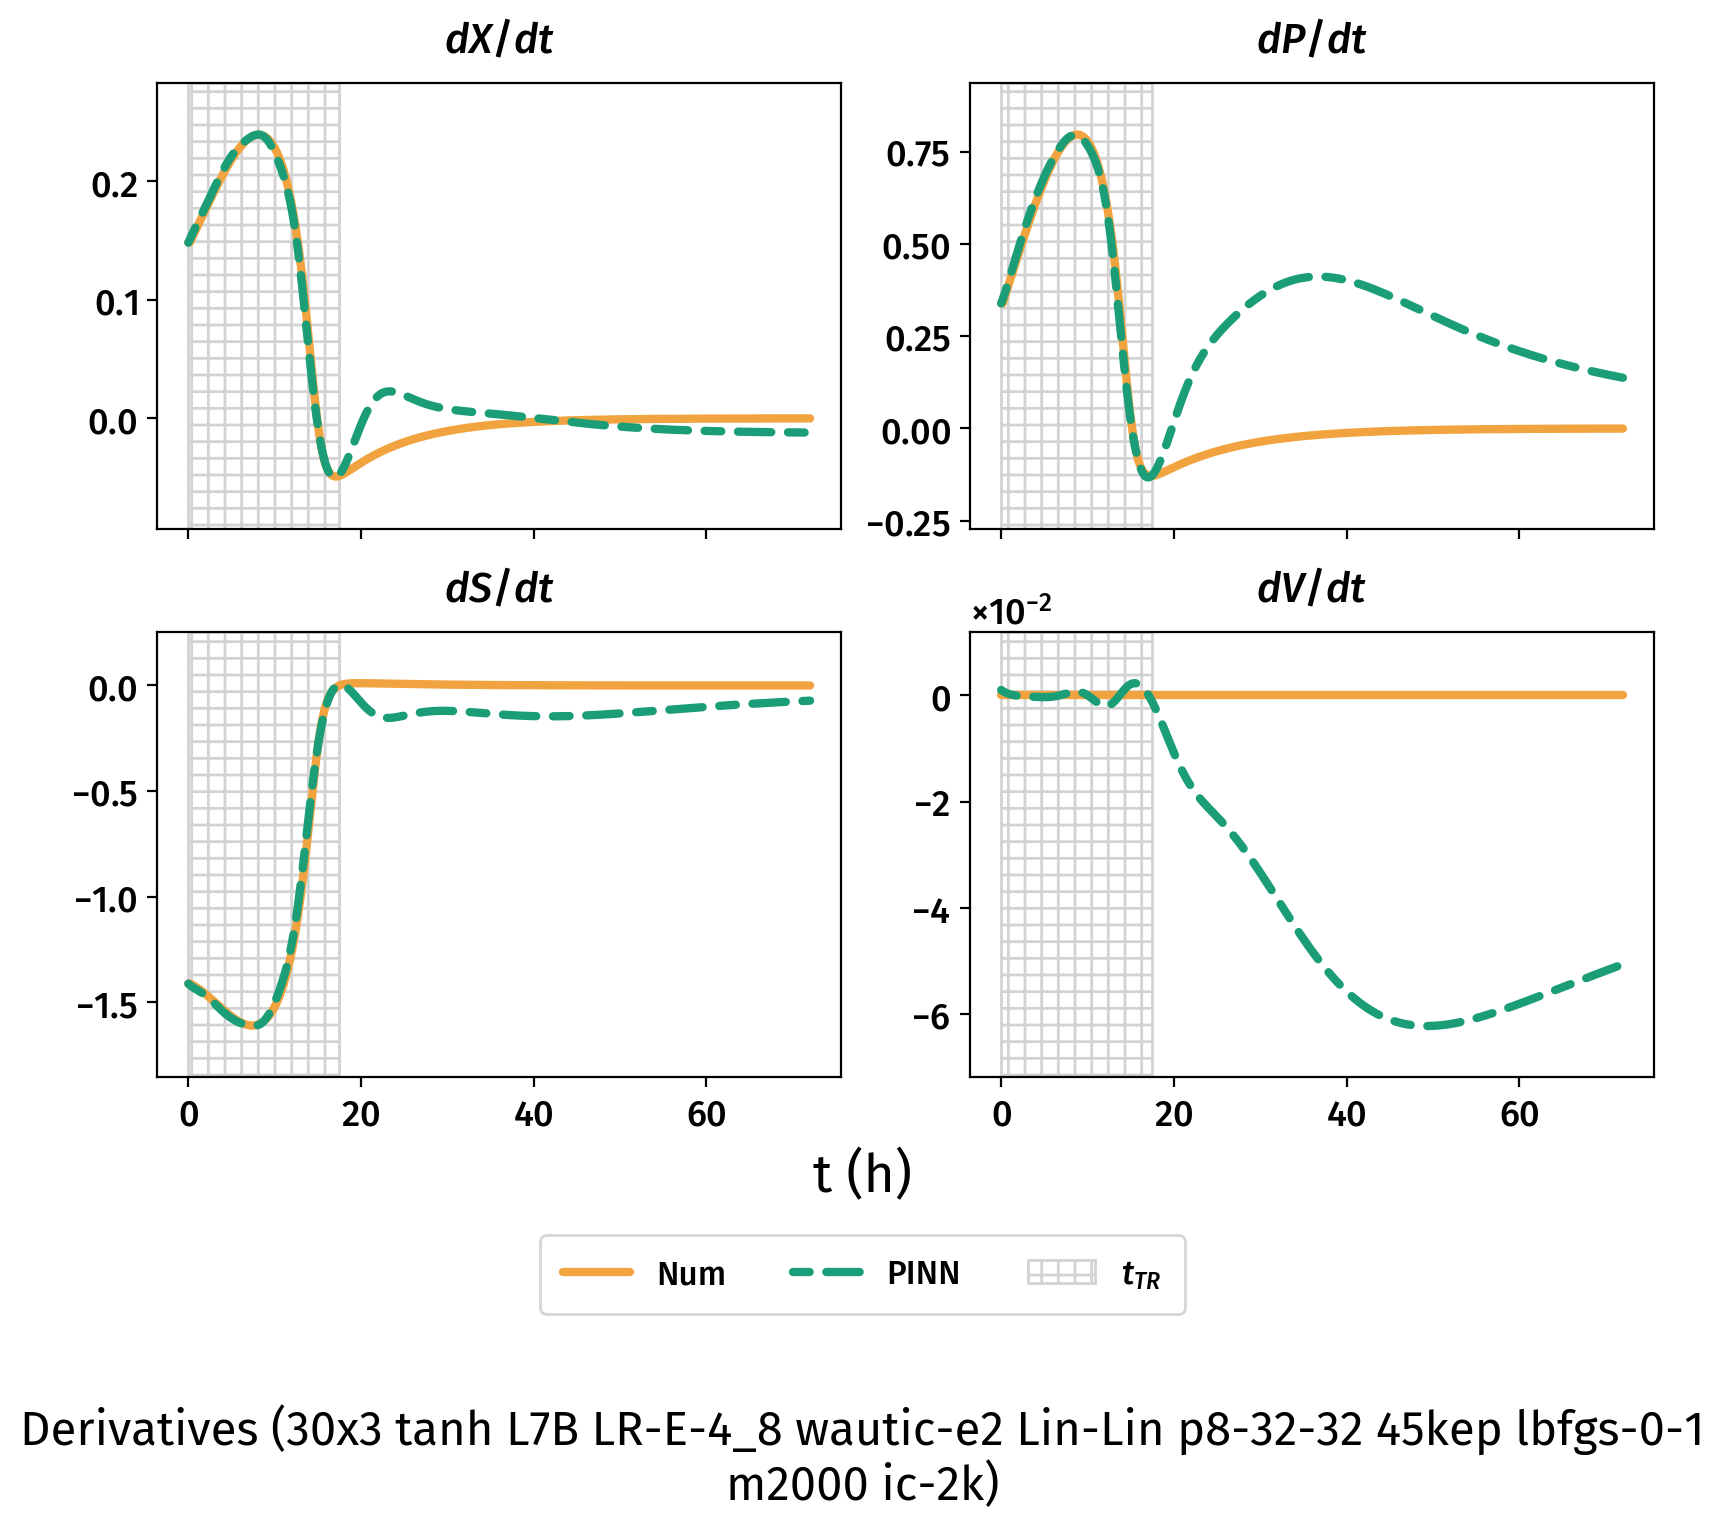 dX/dt
dP/dt
0.2
0.1
0.0
0.75
0.50
0.25
0.00
−0.25
dS/dt
dV/dt
×10⁻²
0.0
−0.5
−1.0
−1.5
0
−2
−4
−6
0 20 40 60
0 20 40 60
t (h)
Num PINN t_TR
Derivatives (30x3 tanh L7B LR-E-4_8 wautic-e2 Lin-Lin p8-32-32 45kep lbfgs-0-1
m2000 ic-2k)